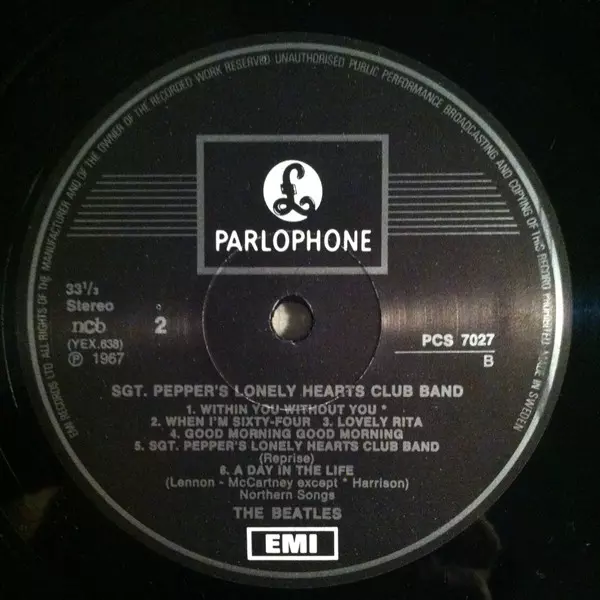 EMI RECORDS LTD ALL RIGHTS OF THE MANUFACTURER AND OF THE OWNER OF THE RECORDED WORK RESERVED UNAUTHORISED PUBLIC PERFORMANCE BROADCASTING AND COPYING OF THIS RECORD PROHIBITED MADE IN SWEDEN
£
PARLOPHONE
33 1/3
Stereo
ncb
2
(YEX.638)
Ⓟ 1967
PCS 7027
B
SGT. PEPPER'S LONELY HEARTS CLUB BAND
1. WITHIN YOU WITHOUT YOU *
2. WHEN I'M SIXTY-FOUR 3. LOVELY RITA
4. GOOD MORNING GOOD MORNING
5. SGT. PEPPER'S LONELY HEARTS CLUB BAND
(Reprise)
6. A DAY IN THE LIFE
(Lennon - McCartney except * Harrison)
Northern Songs
THE BEATLES
EMI